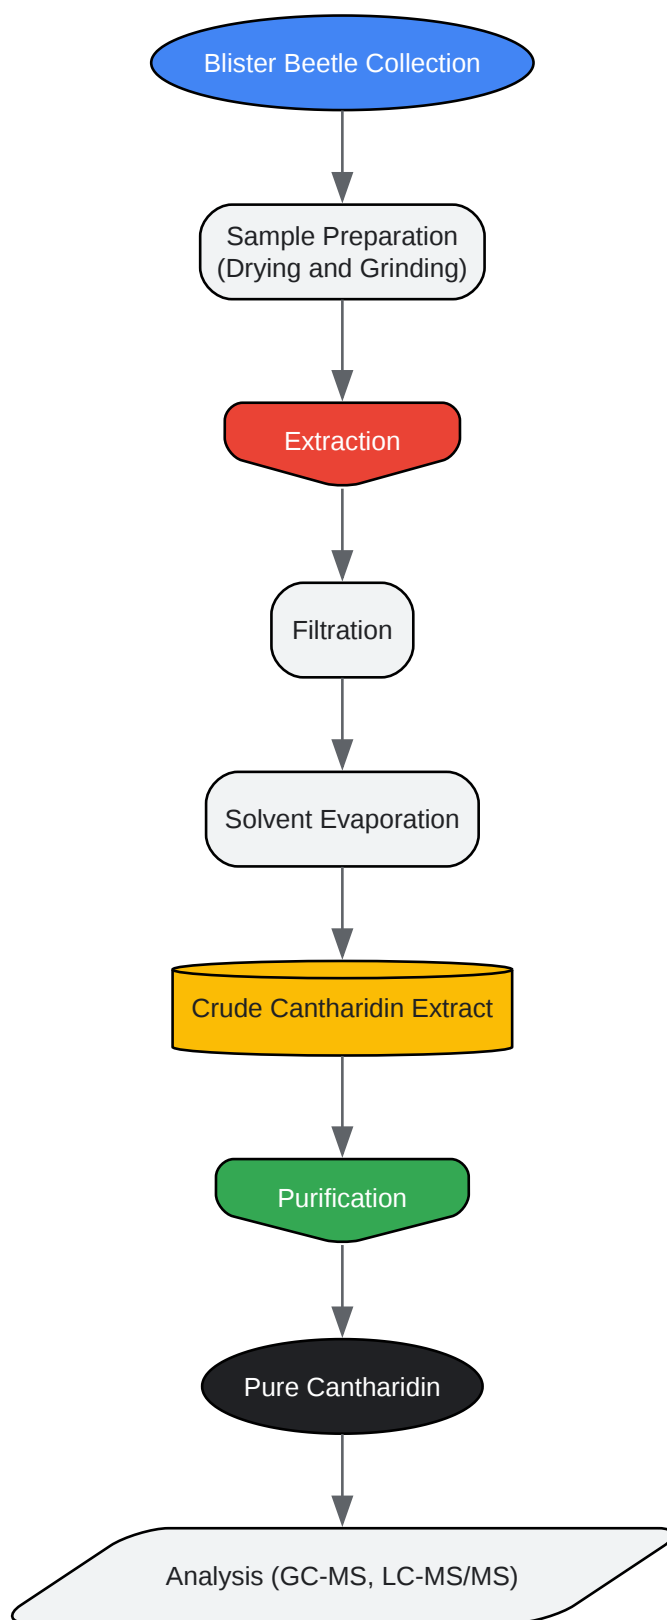 Blister Beetle Collection
Sample Preparation
(Drying and Grinding)
Extraction
Filtration
Solvent Evaporation
Crude Cantharidin Extract
Purification
Pure Cantharidin
Analysis (GC-MS, LC-MS/MS)